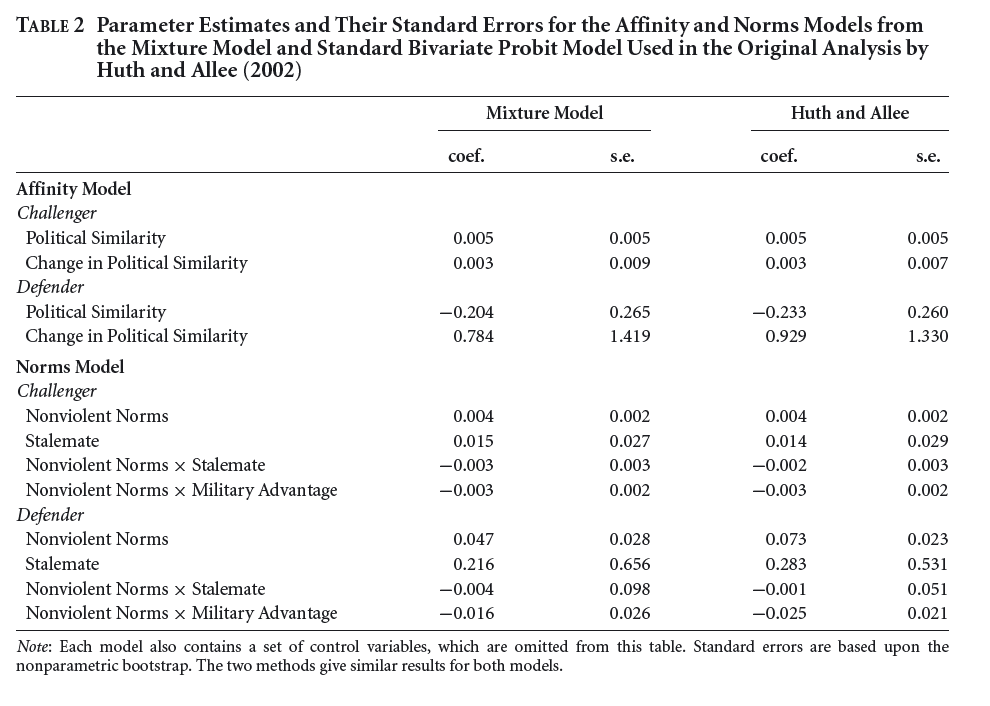 TABLE 2 Parameter Estimates and Their Standard Errors for the Affinity and Norms Models from
the Mixture Model and Standard Bivariate Probit Model Used in the Original Analysis by
Huth and Allee (2002)
Mixture Model Huth and Allee
coef. s.e. coef. s.e.
Affinity Model
Challenger
Political Similarity 0.005 0.005 0.005 0.005
Change in Political Similarity 0.003 0.009 0.003 0.007
Defender
Political Similarity −0.204 0.265 −0.233 0.260
Change in Political Similarity 0.784 1.419 0.929 1.330
Norms Model
Challenger
Nonviolent Norms 0.004 0.002 0.004 0.002
Stalemate 0.015 0.027 0.014 0.029
Nonviolent Norms × Stalemate −0.003 0.003 −0.002 0.003
Nonviolent Norms × Military Advantage −0.003 0.002 −0.003 0.002
Defender
Nonviolent Norms 0.047 0.028 0.073 0.023
Stalemate 0.216 0.656 0.283 0.531
Nonviolent Norms × Stalemate −0.004 0.098 −0.001 0.051
Nonviolent Norms × Military Advantage −0.016 0.026 −0.025 0.021
Note: Each model also contains a set of control variables, which are omitted from this table. Standard errors are based upon the
nonparametric bootstrap. The two methods give similar results for both models.